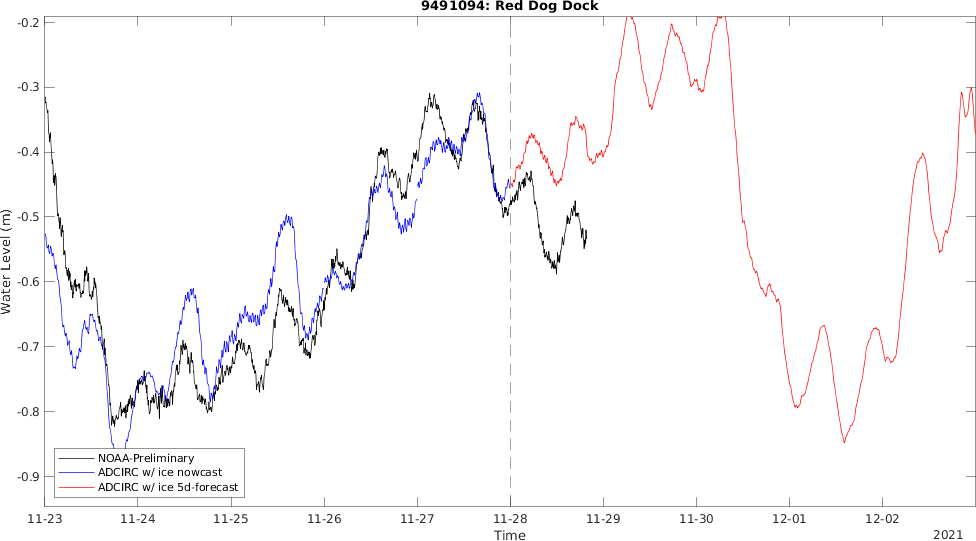 9491094: Red Dog Dock
Water Level (m)
-0.2
-0.3
-0.4
-0.5
-0.6
-0.7
-0.8
-0.9
NOAA-Preliminary
ADCIRC w/ ice nowcast
ADCIRC w/ ice 5d-forecast
11-23 11-24 11-25 11-26 11-27 11-28 11-29 11-30 12-01 12-02
Time
2021